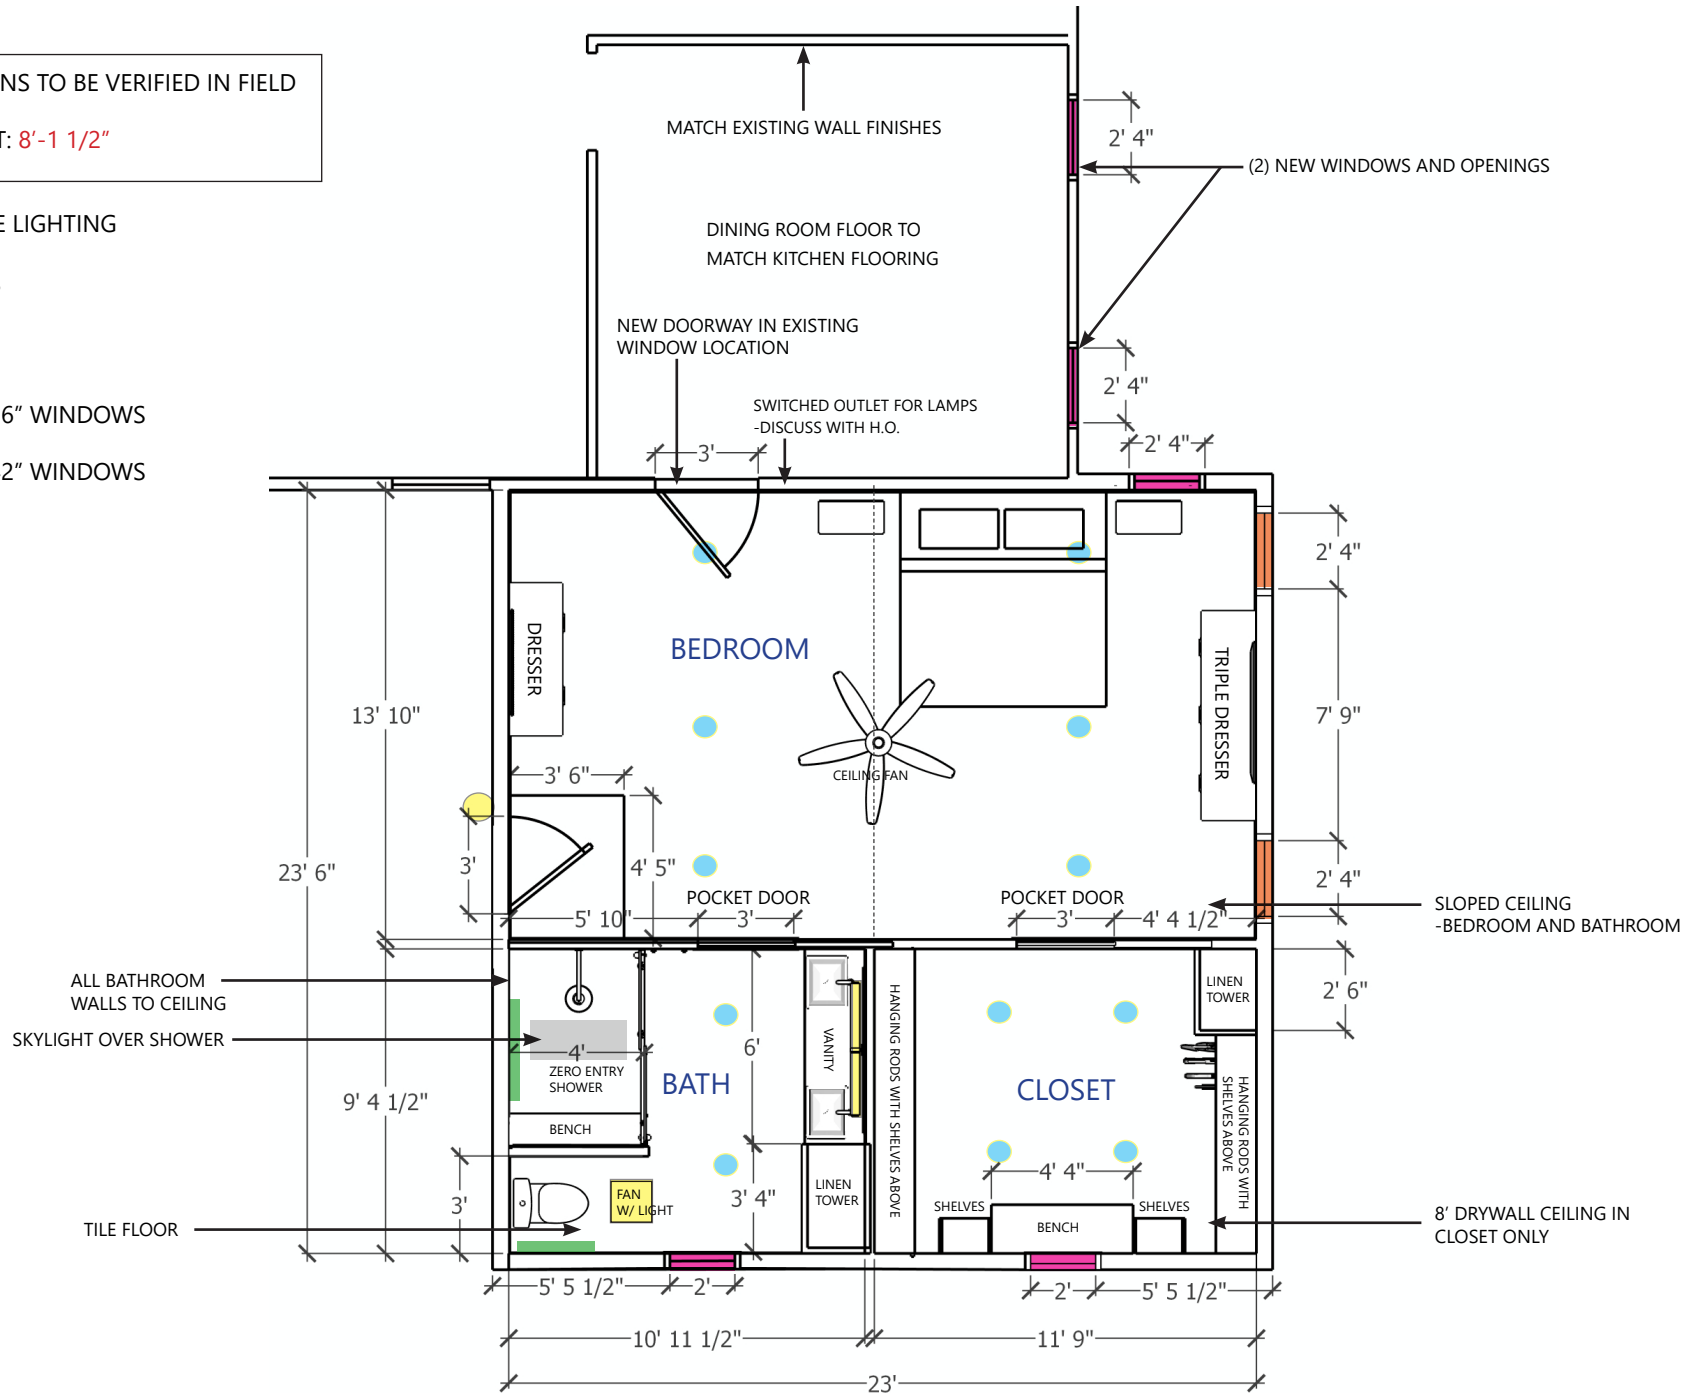 NS TO BE VERIFIED IN FIELD
T: 8'-1 1/2"
E LIGHTING
6" WINDOWS
2" WINDOWS
MATCH EXISTING WALL FINISHES
2' 4"
(2) NEW WINDOWS AND OPENINGS
DINING ROOM FLOOR TO
MATCH KITCHEN FLOORING
NEW DOORWAY IN EXISTING
WINDOW LOCATION
2' 4"
SWITCHED OUTLET FOR LAMPS
-DISCUSS WITH H.O.
3'
2' 4"
2' 4"
DRESSER
BEDROOM
TRIPLE DRESSER
13' 10"
7' 9"
3' 6"
CEILING FAN
23' 6"
3'
4' 5"
2' 4"
POCKET DOOR
POCKET DOOR
5' 10"
3'
3'
4' 4 1/2"
SLOPED CEILING
-BEDROOM AND BATHROOM
ALL BATHROOM
WALLS TO CEILING
LINEN
TOWER
2' 6"
SKYLIGHT OVER SHOWER
4'
6'
VANITY
HANGING RODS WITH SHELVES ABOVE
ZERO ENTRY
SHOWER
BATH
CLOSET
HANGING RODS WITH
SHELVES ABOVE
9' 4 1/2"
BENCH
4' 4"
3'
FAN
W/ LIGHT
3' 4"
LINEN
TOWER
SHELVES
BENCH
SHELVES
TILE FLOOR
8' DRYWALL CEILING IN
CLOSET ONLY
5' 5 1/2"
2'
2'
5' 5 1/2"
10' 11 1/2"
11' 9"
23'